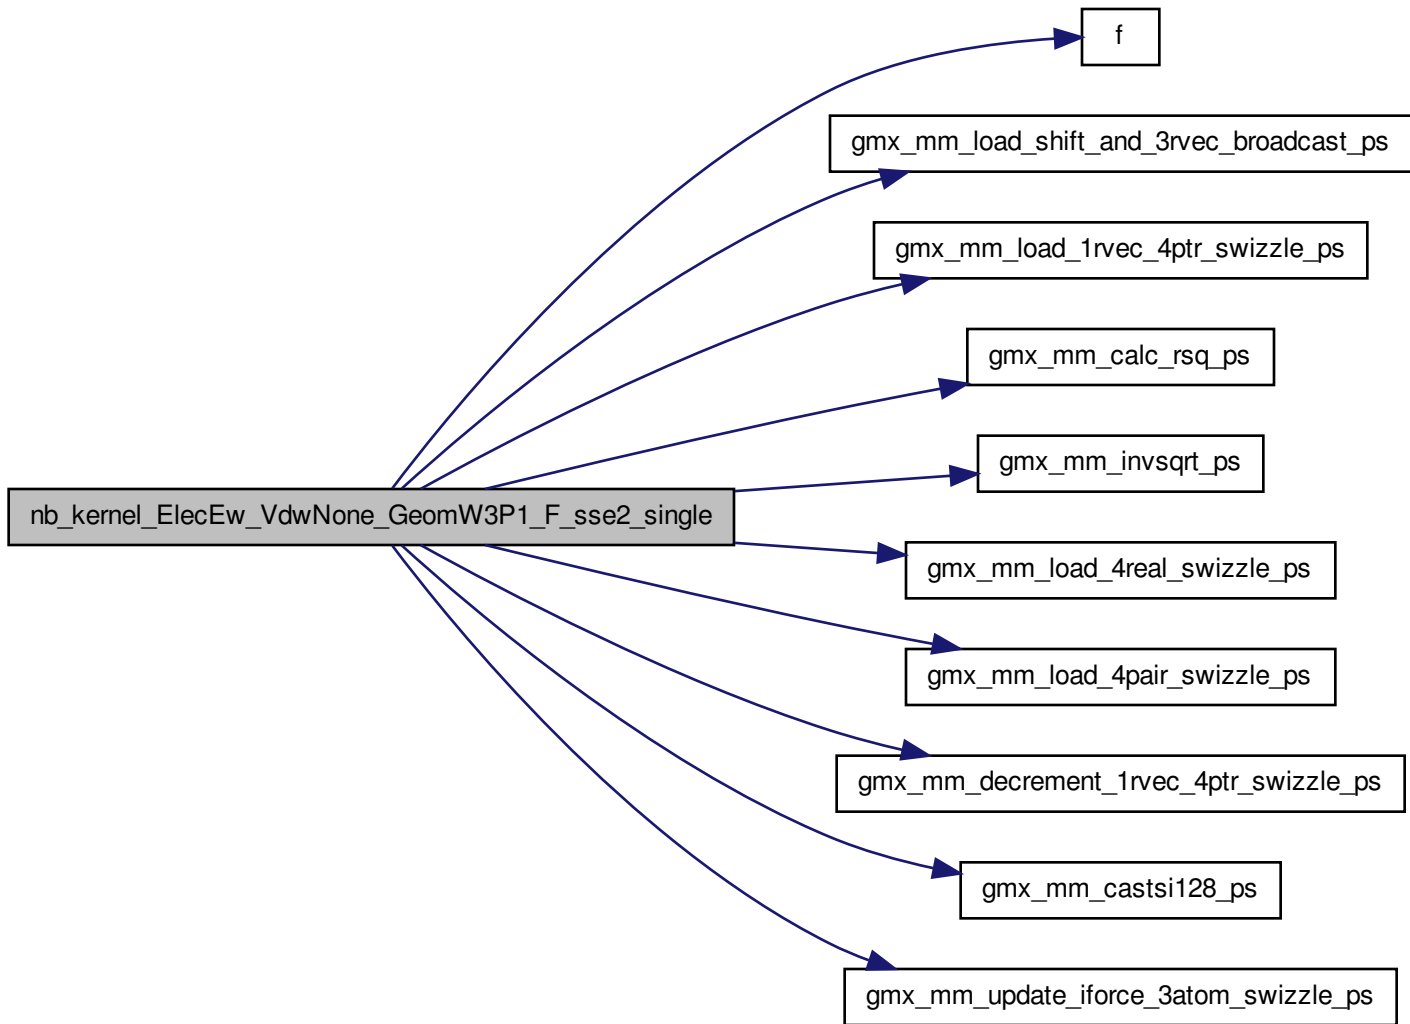 f
gmx_mm_load_shift_and_3rvec_broadcast_ps
gmx_mm_load_1rvec_4ptr_swizzle_ps
gmx_mm_calc_rsq_ps
gmx_mm_invsqrt_ps
nb_kernel_ElecEw_VdwNone_GeomW3P1_F_sse2_single
gmx_mm_load_4real_swizzle_ps
gmx_mm_load_4pair_swizzle_ps
gmx_mm_decrement_1rvec_4ptr_swizzle_ps
gmx_mm_castsi128_ps
gmx_mm_update_iforce_3atom_swizzle_ps